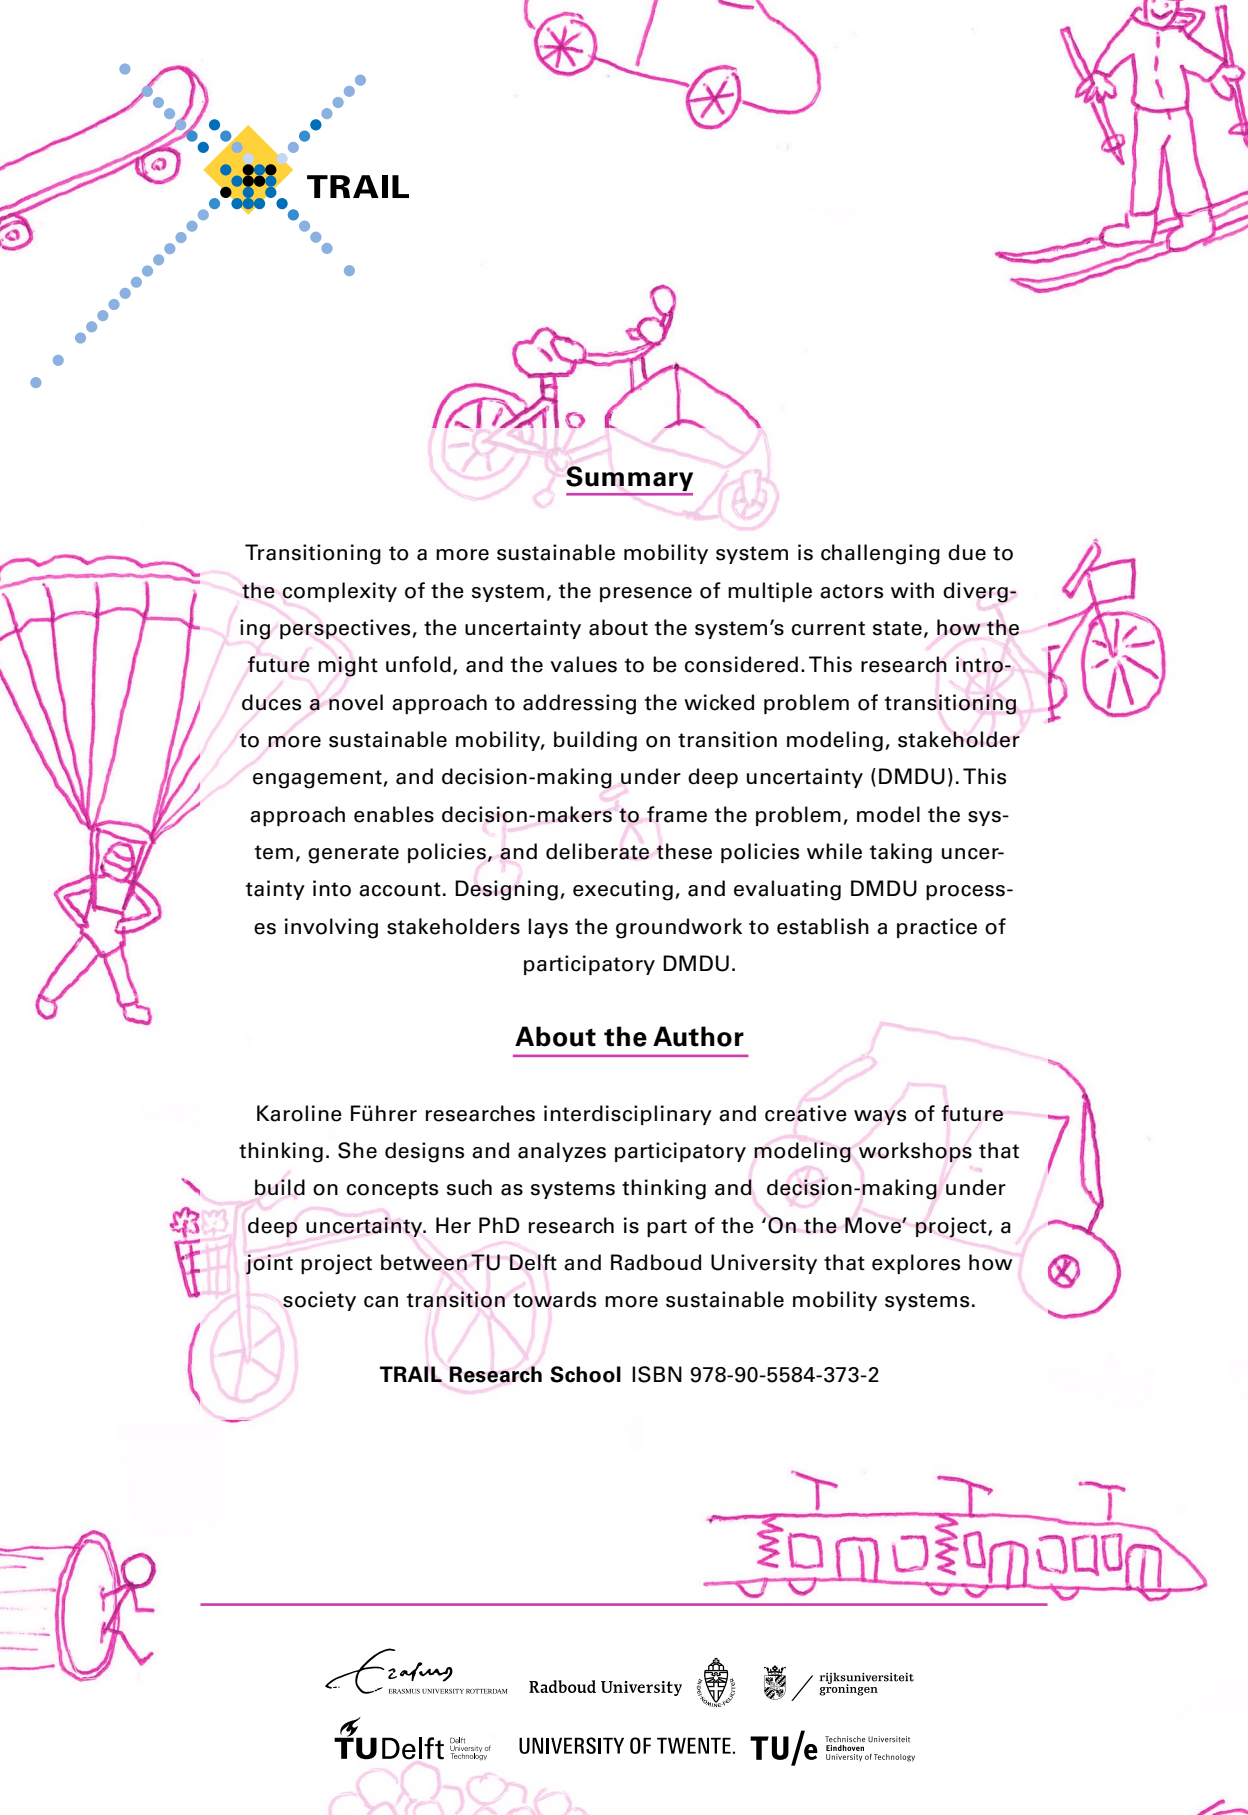 TRAIL
Summary
Transitioning to a more sustainable mobility system is challenging due to
the complexity of the system, the presence of multiple actors with diverg-
ing perspectives, the uncertainty about the system’s current state, how the
future might unfold, and the values to be considered. This research intro-
duces a novel approach to addressing the wicked problem of transitioning
to more sustainable mobility, building on transition modeling, stakeholder
engagement, and decision-making under deep uncertainty (DMDU). This
approach enables decision-makers to frame the problem, model the sys-
tem, generate policies, and deliberate these policies while taking uncer-
tainty into account. Designing, executing, and evaluating DMDU process-
es involving stakeholders lays the groundwork to establish a practice of
participatory DMDU.
About the Author
Karoline Führer researches interdisciplinary and creative ways of future
thinking. She designs and analyzes participatory modeling workshops that
build on concepts such as systems thinking and decision-making under
deep uncertainty. Her PhD research is part of the ‘On the Move’ project, a
joint project between TU Delft and Radboud University that explores how
society can transition towards more sustainable mobility systems.
TRAIL Research School ISBN 978-90-5584-373-2
Erasmus
ERASMUS UNIVERSITY ROTTERDAM
Radboud University
rijksuniversiteit
groningen
TUDelft
Delft
University of
Technology
UNIVERSITY OF TWENTE.
TU/e
Technische Universiteit
Eindhoven
University of Technology